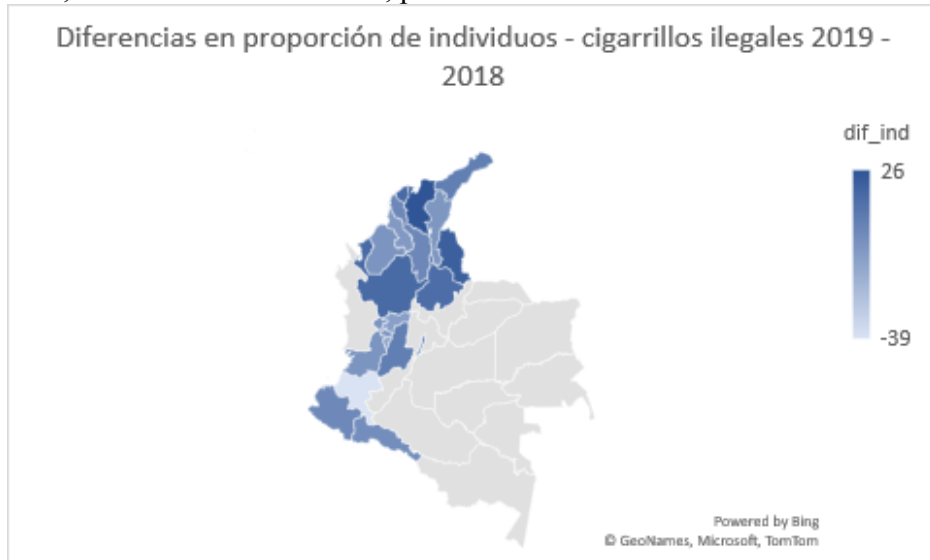 Diferencias en proporción de individuos - cigarrillos ilegales 2019 -
2018
dif_ind
26
-39
Powered by Bing
© GeoNames, Microsoft, TomTom